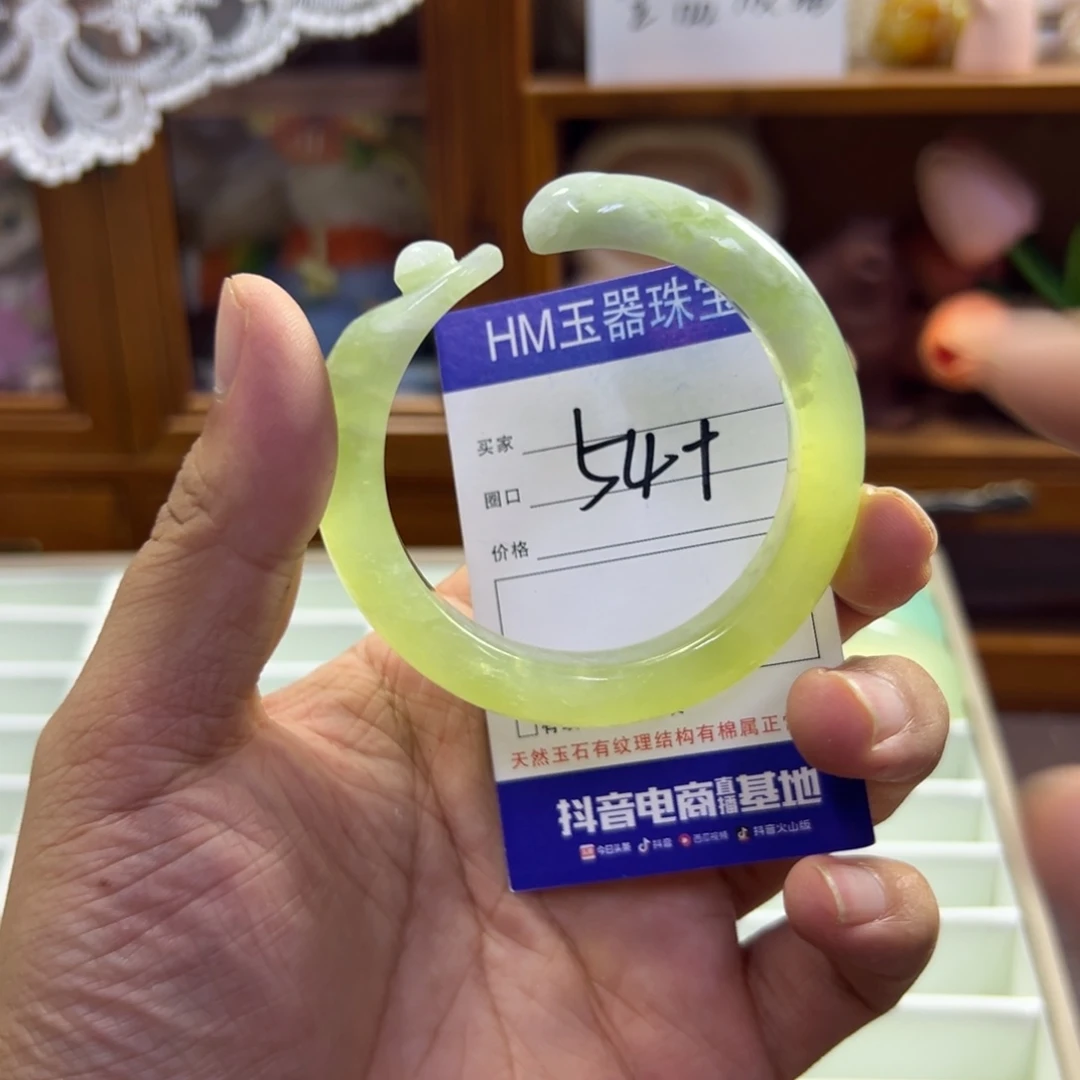 HM玉器珠宝
买家
54+
圈口
价格
天然玉石有纹理结构有棉属正常
抖音电商直播基地
今日头条 抖音 西瓜视频 抖音火山版